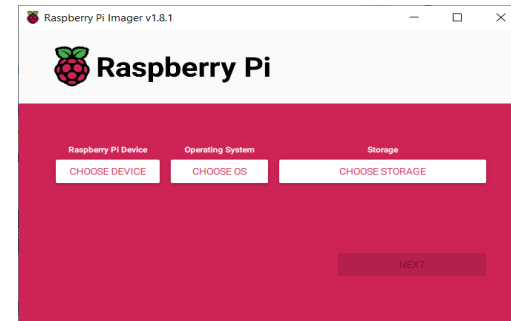 Raspberry Pi Imager v1.8.1
Raspberry Pi
Raspberry Pi Device Operating System Storage
CHOOSE DEVICE CHOOSE OS CHOOSE STORAGE
NEXT